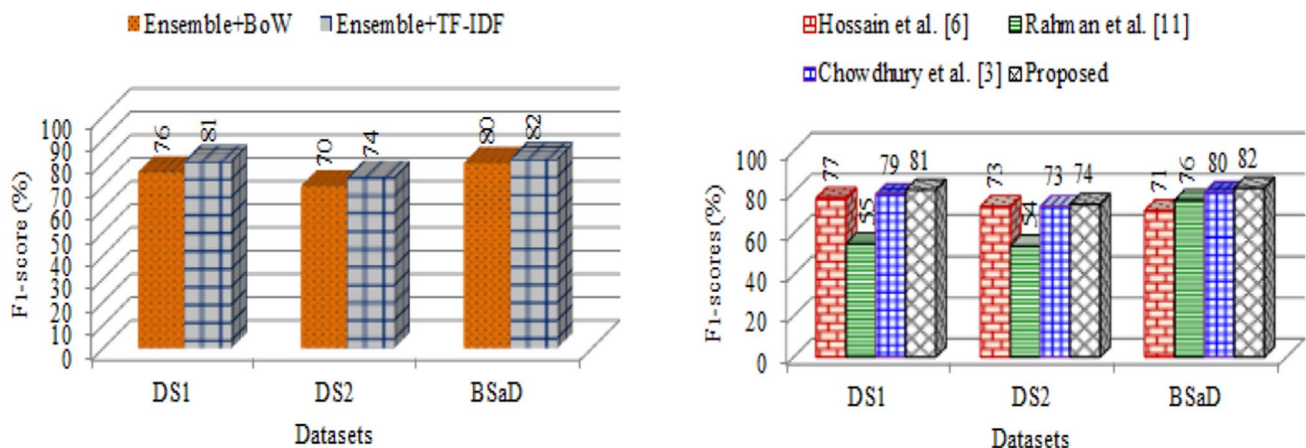 Ensemble+BoW Ensemble+TF-IDF
F1-score (%)
100
90
80
70
60
50
40
30
20
10
0
76 81 70 74 80 82
DS1 DS2 BSaD
Datasets
Hossain et al. [6] Rahman et al. [11]
Chowdhury et al. [3] Proposed
F1-scores (%)
100
80
60
40
20
0
77 55 79 81 73 54 73 74 71 76 80 82
DS1 DS2 BSaD
Datasets